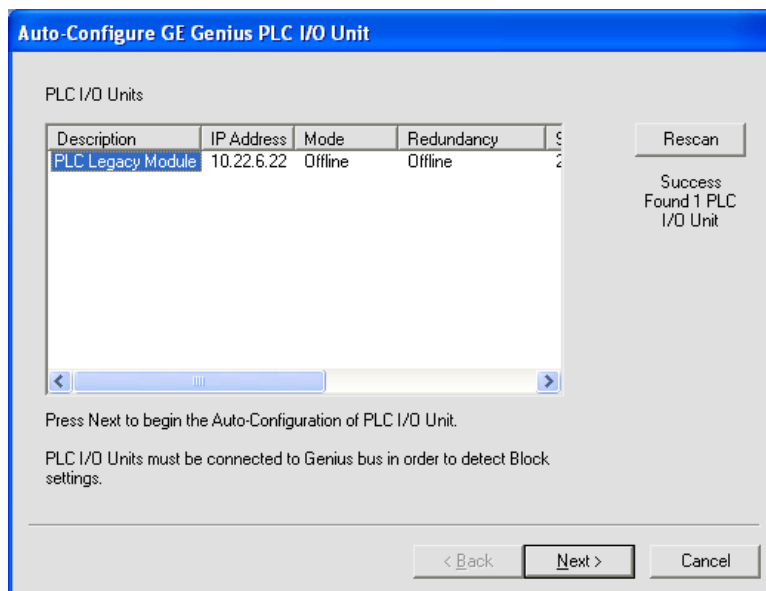 Auto-Configure GE Genius PLC I/O Unit
PLC I/O Units
Description IP Address Mode Redundancy S
PLC Legacy Module 10.22.6.22 Offline Offline 2
Rescan
Success
Found 1 PLC
I/O Unit
Press Next to begin the Auto-Configuration of PLC I/O Unit.
PLC I/O Units must be connected to Genius bus in order to detect Block
settings.
< Back Next > Cancel